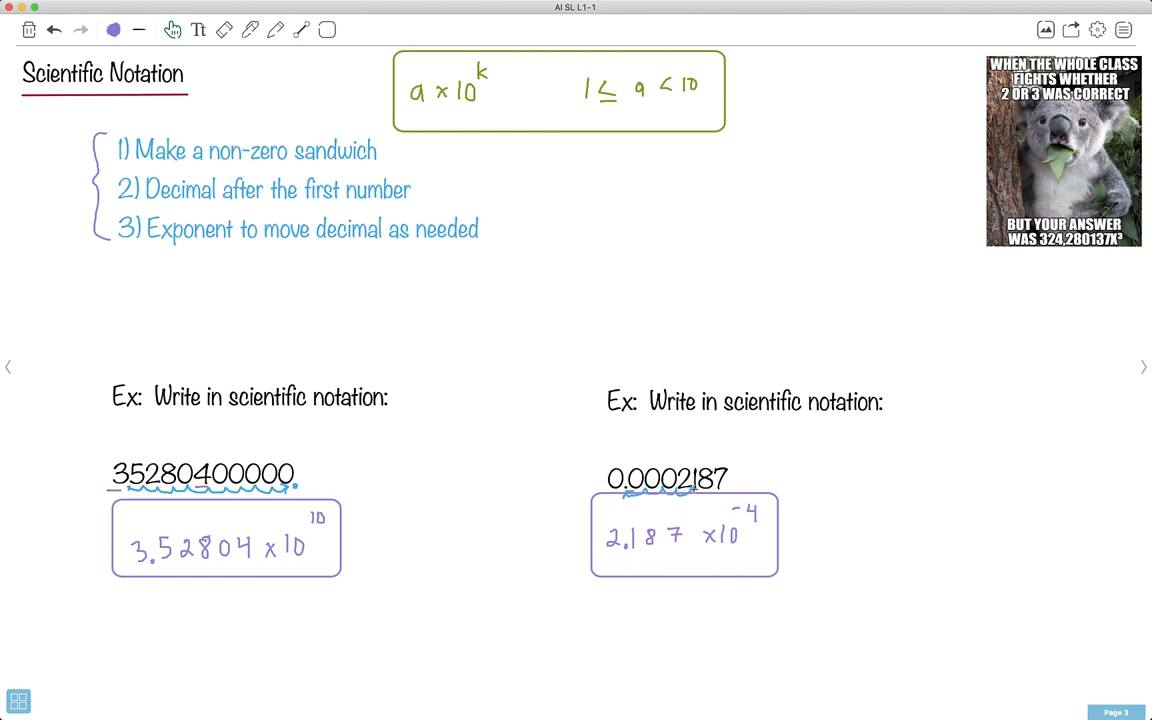 AI SL L1-1
Tt
Scientific Notation
a × 10^k 1 ≤ a < 10
WHEN THE WHOLE CLASS
FIGHTS WHETHER
2 OR 3 WAS CORRECT
BUT YOUR ANSWER
WAS 324,280137X³
1) Make a non-zero sandwich
2) Decimal after the first number
3) Exponent to move decimal as needed
Ex: Write in scientific notation:
35280400000.
3.52804 × 10^10
Ex: Write in scientific notation:
0.0002187
2.187 × 10^-4
Page 3